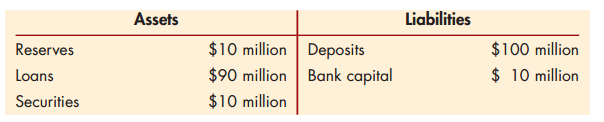 Assets Liabilities
Reserves $10 million Deposits $100 million
Loans $90 million Bank capital $ 10 million
Securities $10 million